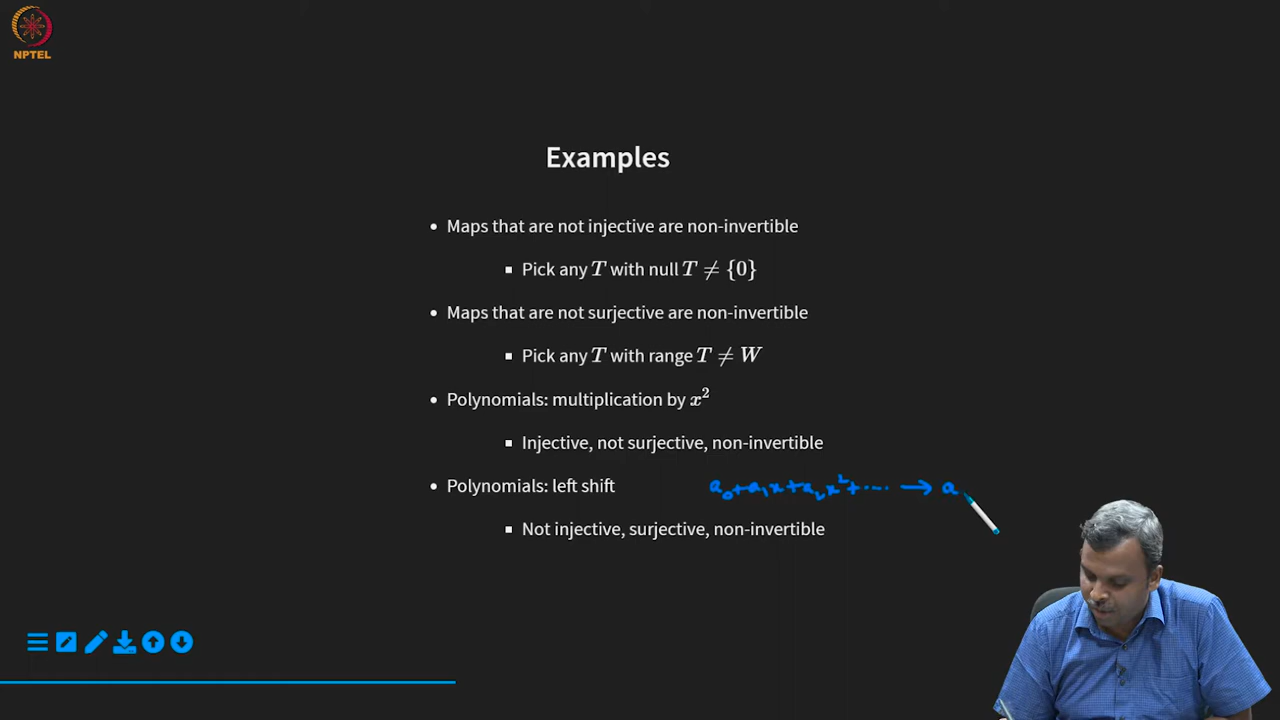 NPTEL
Examples
• Maps that are not injective are non-invertible
▪ Pick any T with null T ≠ {0}
• Maps that are not surjective are non-invertible
▪ Pick any T with range T ≠ W
• Polynomials: multiplication by x²
▪ Injective, not surjective, non-invertible
• Polynomials: left shift a₀+a₁x+a₂x²+.... → a
▪ Not injective, surjective, non-invertible